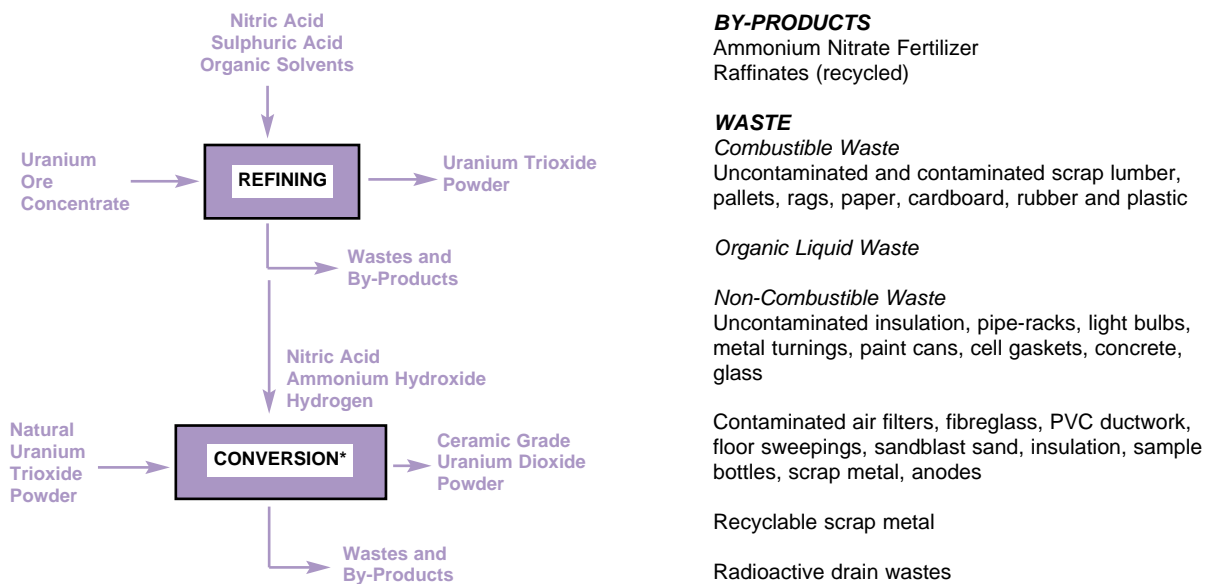 Nitric Acid
Sulphuric Acid
Organic Solvents
Uranium
Ore
Concentrate
REFINING
Uranium Trioxide
Powder
Wastes and
By-Products
Nitric Acid
Ammonium Hydroxide
Hydrogen
Natural
Uranium
Trioxide
Powder
CONVERSION*
Ceramic Grade
Uranium Dioxide
Powder
Wastes and
By-Products
BY-PRODUCTS
Ammonium Nitrate Fertilizer
Raffinates (recycled)
WASTE
Combustible Waste
Uncontaminated and contaminated scrap lumber,
pallets, rags, paper, cardboard, rubber and plastic
Organic Liquid Waste
Non-Combustible Waste
Uncontaminated insulation, pipe-racks, light bulbs,
metal turnings, paint cans, cell gaskets, concrete,
glass
Contaminated air filters, fibreglass, PVC ductwork,
floor sweepings, sandblast sand, insulation, sample
bottles, scrap metal, anodes
Recyclable scrap metal
Radioactive drain wastes